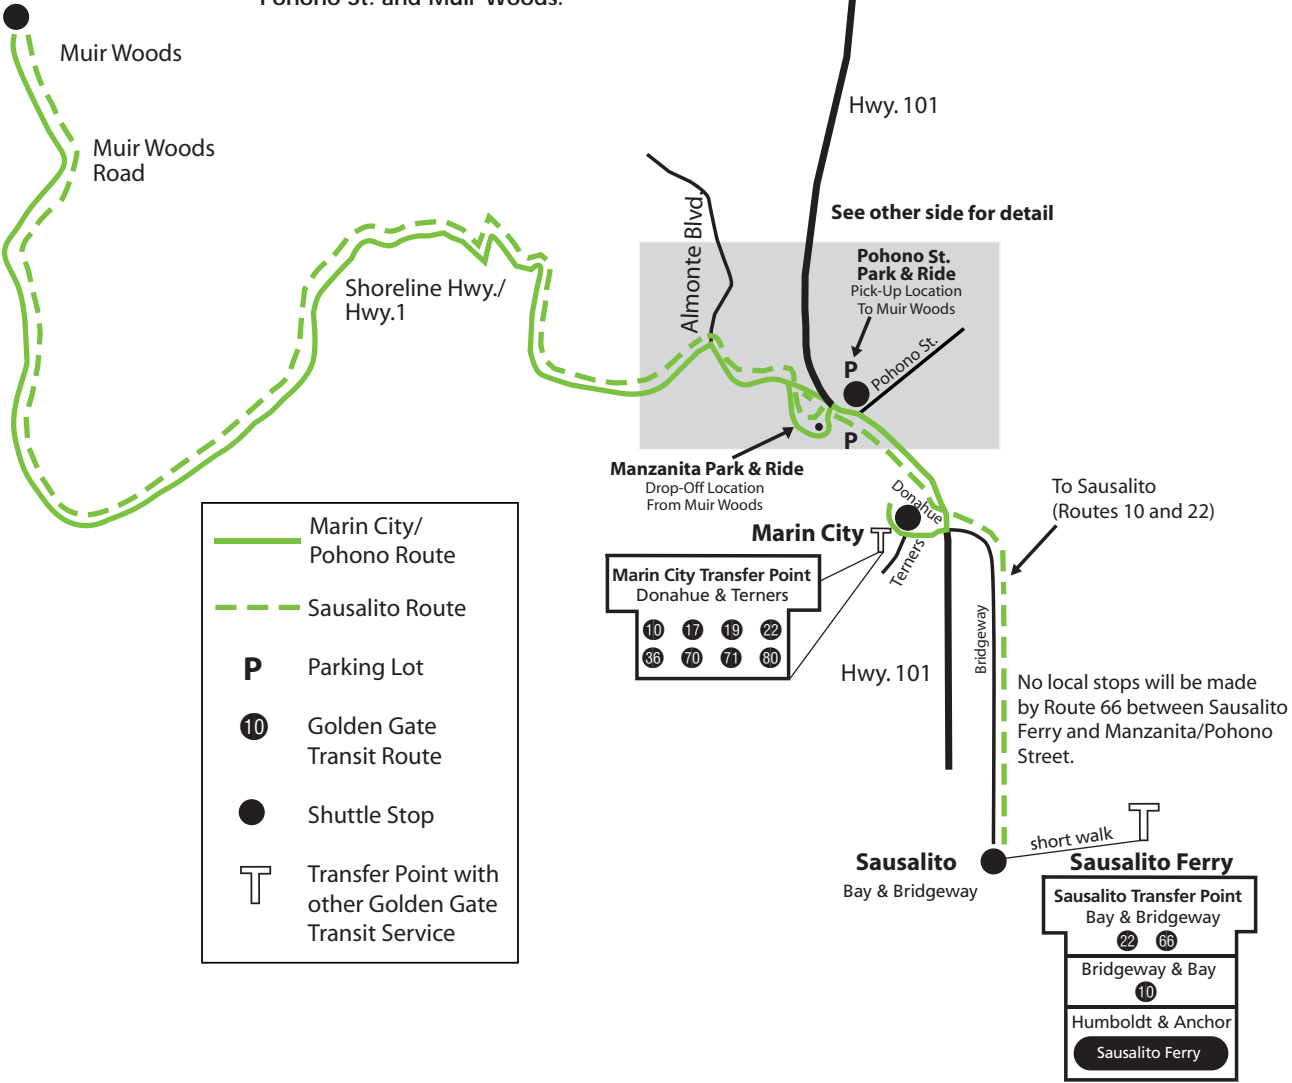 Pohono St. and Muir Woods.
Muir Woods
Muir Woods
Road
Shoreline Hwy./
Hwy.1
Almonte Blvd.
Hwy. 101
See other side for detail
Pohono St.
Park & Ride
Pick-Up Location
To Muir Woods
P
Pohono St.
P
Manzanita Park & Ride
Drop-Off Location
From Muir Woods
Donahue
Marin City
T
Terners
To Sausalito
(Routes 10 and 22)
Marin City Transfer Point
Donahue & Terners
10 17 19 22
36 70 71 80
Hwy. 101
Bridgeway
No local stops will be made
by Route 66 between Sausalito
Ferry and Manzanita/Pohono
Street.
T
short walk
Sausalito
Bay & Bridgeway
Sausalito Ferry
Sausalito Transfer Point
Bay & Bridgeway
22 66
Bridgeway & Bay
10
Humboldt & Anchor
Sausalito Ferry
Marin City/
Pohono Route
Sausalito Route
P
Parking Lot
10
Golden Gate
Transit Route
Shuttle Stop
T
Transfer Point with
other Golden Gate
Transit Service